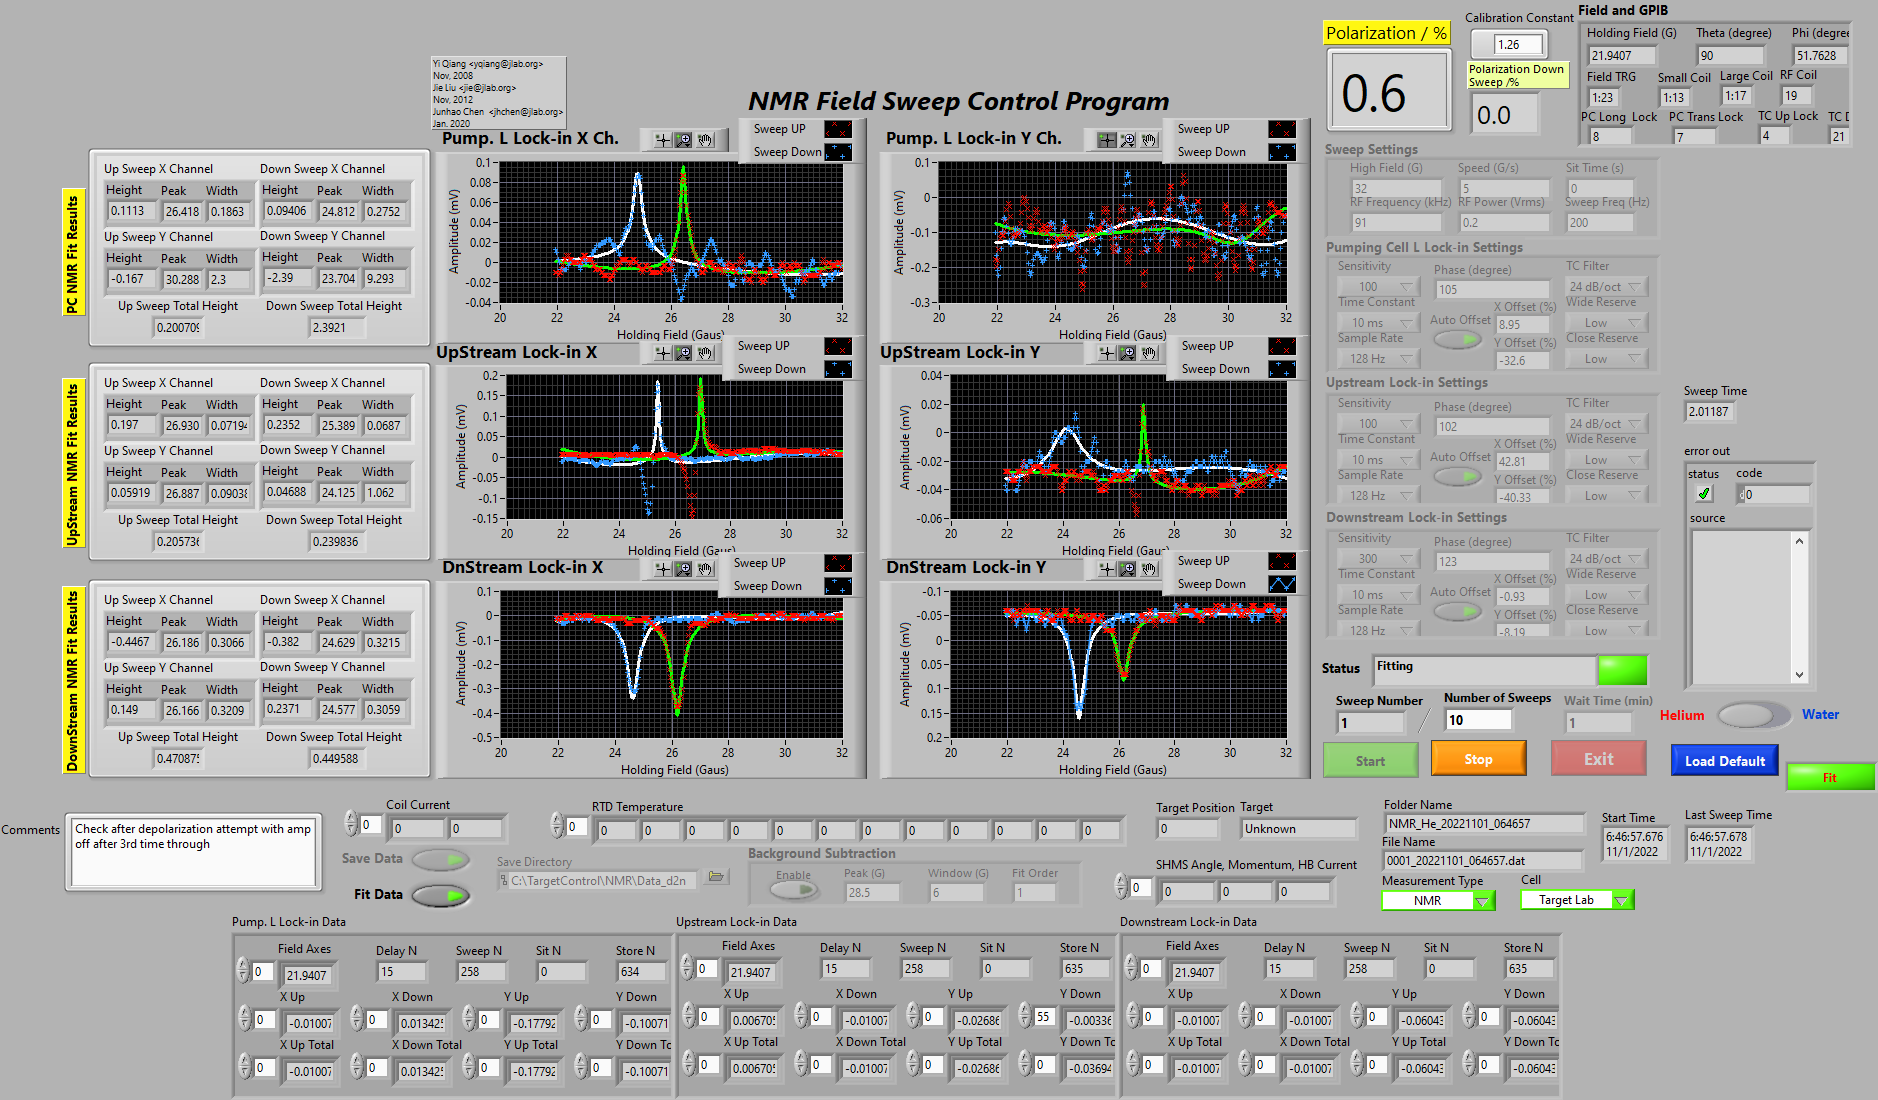 Yi Qiang <yqiang@jlab.org>
Nov, 2008
Jie Liu <jie@jlab.org>
Nov, 2012
Junhao Chen <jhchen@jlab.org>
Jan. 2020
NMR Field Sweep Control Program
Polarization / %
0.6
Calibration Constant
1.26
Polarization Down
Sweep /%
0.0
Field and GPIB
Holding Field (G) Theta (degree) Phi (degree
21.9407 90 51.7628
Field TRG Small Coil Large Coil RF Coil
1:23 1:13 1:17 19
PC Long Lock PC Trans Lock TC Up Lock TC D
8 7 4 21
PC NMR Fit Results
Up Sweep X Channel Down Sweep X Channel
Height Peak Width Height Peak Width
0.1113 26.418 0.1863 0.09406 24.812 0.2752
Up Sweep Y Channel Down Sweep Y Channel
Height Peak Width Height Peak Width
-0.167 30.288 2.3 -2.39 23.704 9.293
Up Sweep Total Height Down Sweep Total Height
0.200709 2.3921
UpStream NMR Fit Results
Up Sweep X Channel Down Sweep X Channel
Height Peak Width Height Peak Width
0.197 26.930 0.07194 0.2352 25.389 0.0687
Up Sweep Y Channel Down Sweep Y Channel
Height Peak Width Height Peak Width
0.05919 26.887 0.09038 0.04688 24.125 1.062
Up Sweep Total Height Down Sweep Total Height
0.205736 0.239836
DownStream NMR Fit Results
Up Sweep X Channel Down Sweep X Channel
Height Peak Width Height Peak Width
-0.4467 26.186 0.3066 -0.382 24.629 0.3215
Up Sweep Y Channel Down Sweep Y Channel
Height Peak Width Height Peak Width
0.149 26.166 0.3209 0.2371 24.577 0.3059
Up Sweep Total Height Down Sweep Total Height
0.470875 0.449588
Pump. L Lock-in X Ch.
Sweep UP
Sweep Down
Amplitude (mV)
0.1
0.08
0.06
0.04
0.02
0
-0.02
-0.04
20 22 24 26 28 30 32
Holding Field (Gaus)
Pump. L Lock-in Y Ch.
Sweep UP
Sweep Down
Amplitude (mV)
0.1
0
-0.1
-0.2
-0.3
20 22 24 26 28 30 32
Holding Field (Gaus)
UpStream Lock-in X
Sweep UP
Sweep Down
Amplitude (mV)
0.2
0.15
0.1
0.05
0
-0.05
-0.1
-0.15
22 24 26 28 30 32
Holding Field (Gaus)
UpStream Lock-in Y
Sweep UP
Sweep Down
Amplitude (mV)
0.04
0.02
0
-0.02
-0.04
-0.06
20 22 24 26 28 30 32
Holding Field (Gaus)
DnStream Lock-in X
Sweep UP
Sweep Down
Amplitude (mV)
0.1
0
-0.1
-0.2
-0.3
-0.4
-0.5
20 22 24 26 28 30 32
Holding Field (Gaus)
DnStream Lock-in Y
Sweep UP
Sweep Down
Amplitude (mV)
-0.1
-0.05
0
0.05
0.1
0.15
0.2
20 22 24 26 28 30 32
Holding Field (Gaus)
Sweep Settings
High Field (G) Speed (G/s) Sit Time (s)
32 5 0
RF Frequency (kHz) RF Power (Vrms) Sweep Freq (Hz)
91 0.2 200
Pumping Cell L Lock-in Settings
Sensitivity Phase (degree) TC Filter
100 105 24 dB/oct
Time Constant X Offset (%) Wide Reserve
10 ms Auto Offset 8.95 Low
Sample Rate Y Offset (%) Close Reserve
128 Hz -32.6 Low
Upstream Lock-in Settings
Sensitivity Phase (degree) TC Filter
100 102 24 dB/oct
Time Constant X Offset (%) Wide Reserve
10 ms Auto Offset 42.81 Low
Sample Rate Y Offset (%) Close Reserve
128 Hz -40.33 Low
Downstream Lock-in Settings
Sensitivity Phase (degree) TC Filter
300 123 24 dB/oct
Time Constant X Offset (%) Wide Reserve
10 ms Auto Offset -0.93 Low
Sample Rate Y Offset (%) Close Reserve
128 Hz -8.19 Low
Sweep Time
2.01187
error out
status code
0
source
Status Fitting
Sweep Number Number of Sweeps Wait Time (min)
1 / 10 1
Helium Water
Start Stop Exit Load Default Fit
Comments
Check after depolarization attempt with amp
off after 3rd time through
Coil Current
0 0 0
Save Data
Fit Data
RTD Temperature
0 0 0 0 0 0 0 0 0 0 0 0 0
Save Directory
C:\TargetControl\NMR\Data_d2n
Background Subtraction
Enable Peak (G) Window (G) Fit Order
28.5 6 1
Target Position Target
0 Unknown
SHMS Angle, Momentum, HB Current
0 0 0 0
Folder Name
NMR_He_20221101_064657
File Name
0001_20221101_064657.dat
Measurement Type Cell
NMR Target Lab
Start Time Last Sweep Time
6:46:57.676 6:46:57.678
11/1/2022 11/1/2022
Pump. L Lock-in Data
Field Axes Delay N Sweep N Sit N Store N
0 21.9407 15 258 0 634
X Up X Down Y Up Y Down
0 -0.01007 0 0.013425 0 -0.17792 0 -0.10071
X Up Total X Down Total Y Up Total Y Down To
0 -0.01007 0 0.013425 0 -0.17792 0 -0.10071
Upstream Lock-in Data
Field Axes Delay N Sweep N Sit N Store N
0 21.9407 15 258 0 635
X Up X Down Y Up Y Down
0 0.006705 0 -0.01007 0 -0.02686 55 -0.00336
X Up Total X Down Total Y Up Total Y Down Tc
0 0.006705 0 -0.01007 0 -0.02686 0 -0.03694
Downstream Lock-in Data
Field Axes Delay N Sweep N Sit N Store N
0 21.9407 15 258 0 635
X Up X Down Y Up Y Down
0 -0.01007 0 -0.01007 0 -0.06043 0 -0.06043
X Up Total X Down Total Y Up Total Y Down Tc
0 -0.01007 0 -0.01007 0 -0.06043 0 -0.06043